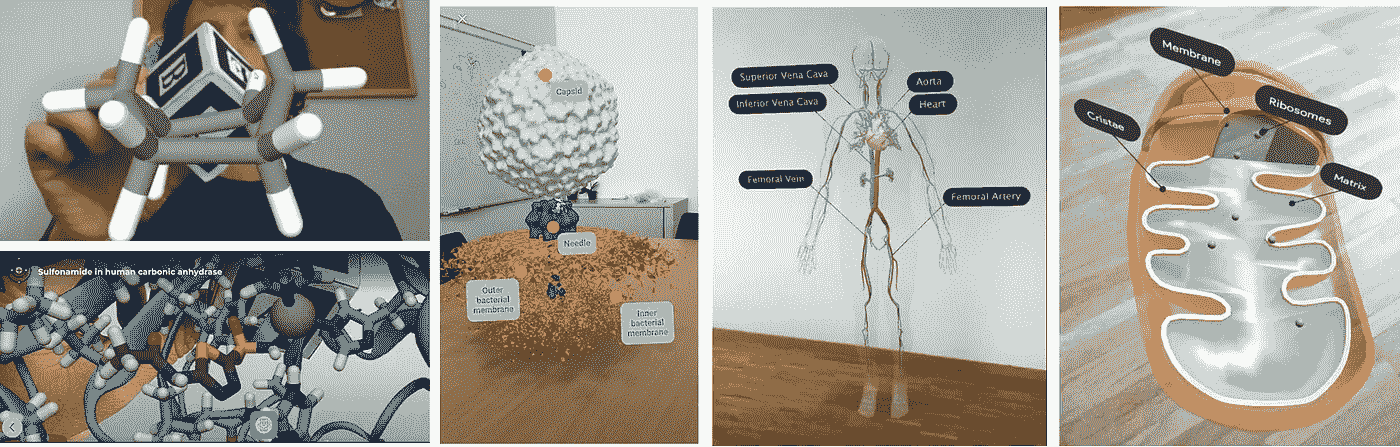 B
Sulfonamide in human carbonic anhydrase
Capsid
Needle
Outer
bacterial
membrane
Inner
bacterial
membrane
Superior Vena Cava
Aorta
Inferior Vena Cava
Heart
Femoral Vein
Femoral Artery
Membrane
Ribosomes
Cristae
Matrix